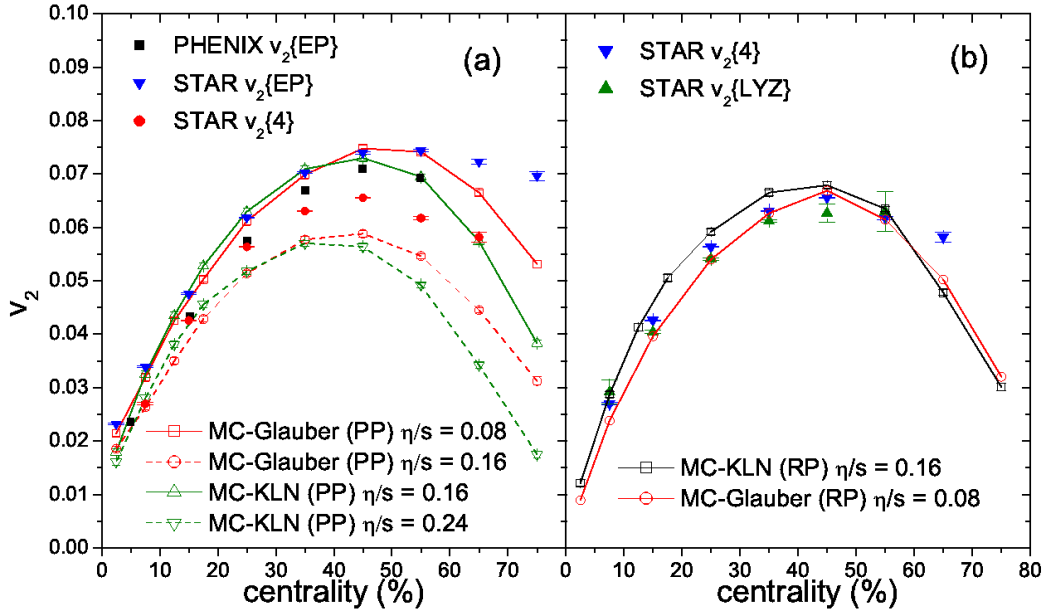 0.10
0.09
0.08
0.07
0.06
0.05
0.04
0.03
0.02
0.01
0.00
v₂
PHENIX v₂{EP}
STAR v₂{EP}
STAR v₂{4}
(a)
MC-Glauber (PP) η/s = 0.08
MC-Glauber (PP) η/s = 0.16
MC-KLN (PP) η/s = 0.16
MC-KLN (PP) η/s = 0.24
0 10 20 30 40 50 60 70 80
centrality (%)
STAR v₂{4}
STAR v₂{LYZ}
(b)
MC-KLN (RP) η/s = 0.16
MC-Glauber (RP) η/s = 0.08
0 10 20 30 40 50 60 70 80
centrality (%)